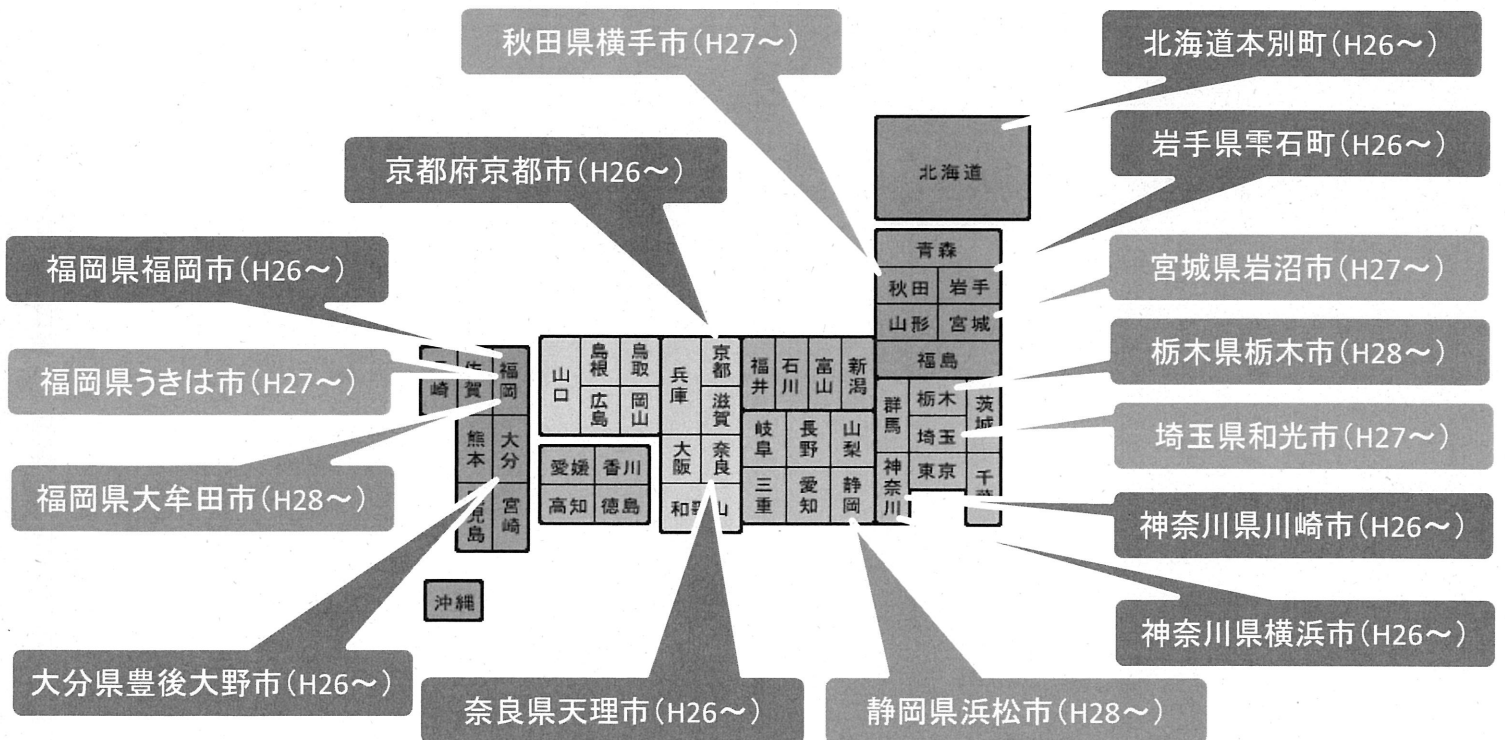 秋田県横手市(H27～)
北海道本別町(H26～)
岩手県雫石町(H26～)
京都府京都市(H26～)
福岡県福岡市(H26～)
宮城県岩沼市(H27～)
福岡県うきは市(H27～)
栃木県栃木市(H28～)
埼玉県和光市(H27～)
福岡県大牟田市(H28～)
神奈川県川崎市(H26～)
神奈川県横浜市(H26～)
大分県豊後大野市(H26～)
奈良県天理市(H26～)
静岡県浜松市(H28～)
北海道
青森
秋田
岩手
山形
宮城
福島
群馬
栃木
茨城
埼玉
神奈川
東京
千葉
新潟
富山
石川
福井
山梨
長野
岐阜
静岡
愛知
三重
京都
滋賀
兵庫
大阪
奈良
鳥取
島根
岡山
広島
山口
愛媛
香川
高知
徳島
福岡
佐賀
大分
熊本
宮崎
沖縄